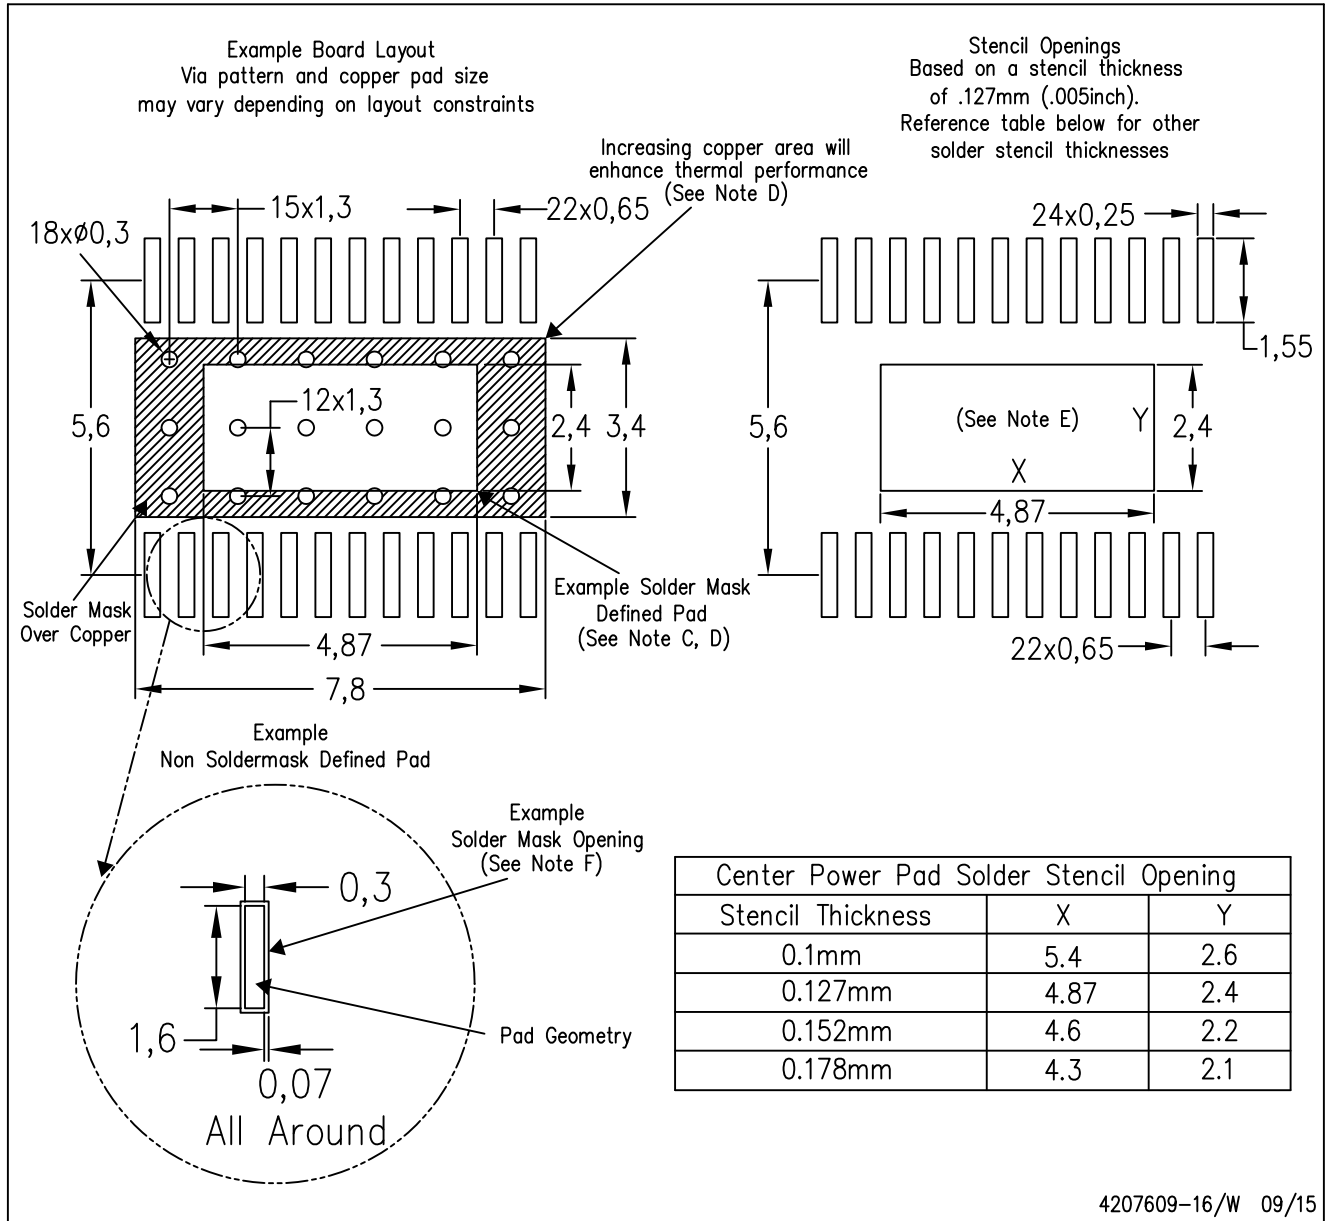 Example Board Layout
Via pattern and copper pad size
may vary depending on layout constraints
Stencil Openings
Based on a stencil thickness
of .127mm (.005inch).
Reference table below for other
solder stencil thicknesses
Increasing copper area will
enhance thermal performance
(See Note D)
15x1,3
22x0,65
18xø0,3
5,6
12x1,3
2,4
3,4
Solder Mask
Over Copper
Example Solder Mask
Defined Pad
(See Note C, D)
4,87
7,8
24x0,25
1,55
5,6
(See Note E)
Y
X
2,4
4,87
22x0,65
Example
Non Soldermask Defined Pad
Example
Solder Mask Opening
(See Note F)
0,3
1,6
Pad Geometry
0,07
All Around
Center Power Pad Solder Stencil Opening
Stencil Thickness X Y
0.1mm 5.4 2.6
0.127mm 4.87 2.4
0.152mm 4.6 2.2
0.178mm 4.3 2.1
4207609-16/W 09/15